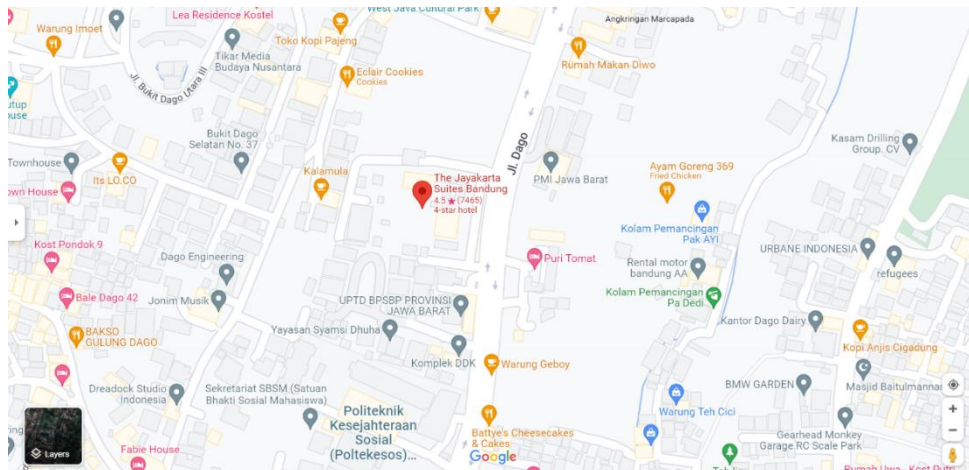 Lea Residence Kostel
West Java Cultural Park
Angkringan Marcapada
Warung Imoet
Toko Kopi Pajeng
Tikar Media
Budaya Nusantara
Rumah Makan Diwo
Eclair Cookies
Cookies
Jl. Bukit Dago Utara III
Jl. Dago
Bukit Dago
Selatan No. 37
Kasam Drilling
Group. CV
Townhouse
Its LO.CO
Kalamula
The Jayakarta
Suites Bandung
4.5 ★ (7465)
4-star hotel
PMI Jawa Barat
Ayam Goreng 369
Fried Chicken
own House
Kolam Pemancingan
Pak AYI
Kost Pondok 9
Dago Engineering
Puri Tomat
Rental motor
bandung AA
URBANE INDONESIA
refugees
Bale Dago 42
Jonim Musik
UPTD BPSBP PROVINSI
JAWA BARAT
Kolam Pemancingan
Pa Dedi
Yayasan Syamsi Dhuha
Kantor Dago Dairy
BAKSO
GULUNG DAGO
Komplek DDK
Warung Geboy
Kopi Anjis Cigadung
Dreadock Studio
Indonesia
Sekretariat SBSM (Satuan
Bhakti Sosial Mahasiswa)
BMW GARDEN
Masjid Baitulmannan
Politeknik
Kesejahteraan
Sosial
(Poltekesos)...
Warung Teh Cici
Battye's Cheesecakes
& Cakes
Gearhead Monkey
Garage RC Scale Park
Layers
Fabie House
Google